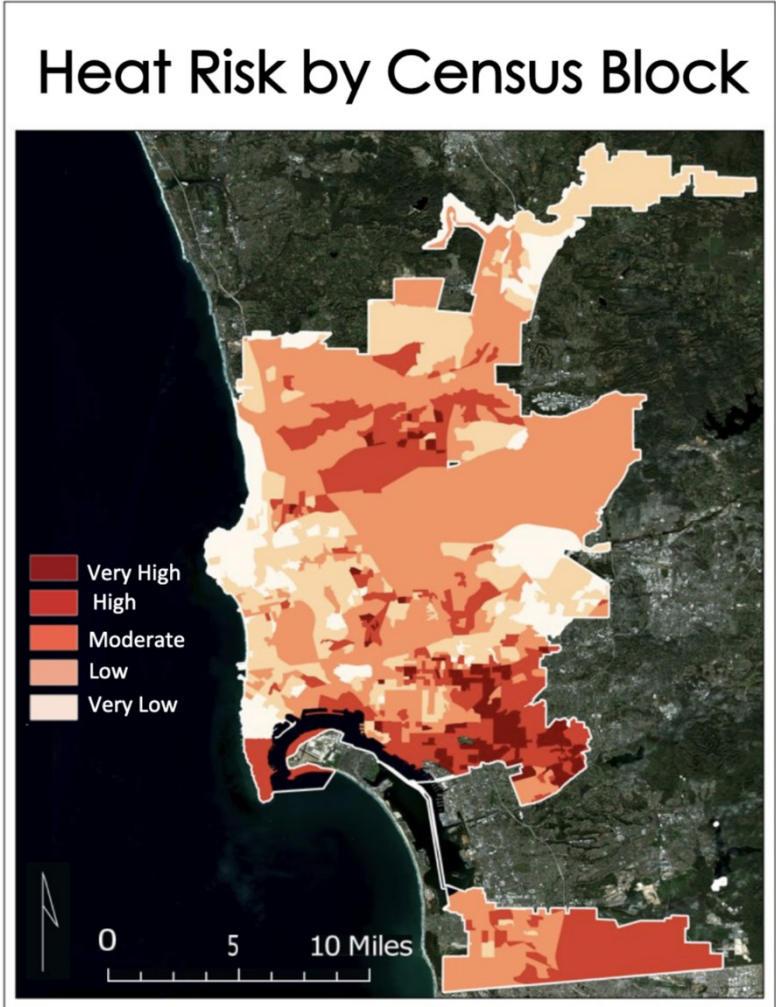 Heat Risk by Census Block
Very High
High
Moderate
Low
Very Low
0 5 10 Miles